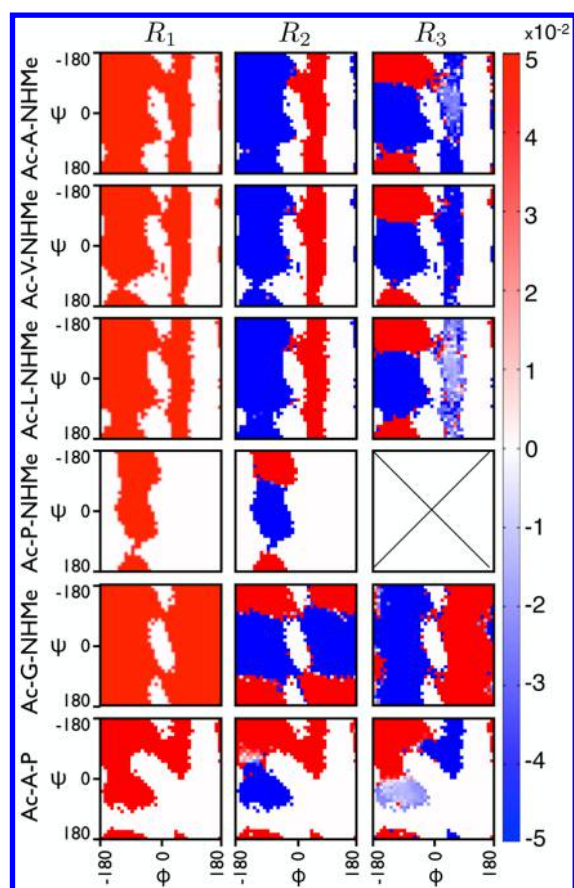 R1 R2 R3 x10-2
Ac-A-NHMe ψ -180 0 180
Ac-V-NHMe ψ -180 0 180
Ac-L-NHMe ψ -180 0 180
Ac-P-NHMe ψ -180 0 180
Ac-G-NHMe ψ -180 0 180
Ac-A-P ψ -180 0 180
-180 0 180 -180 0 180 -180 0 180
Φ Φ Φ
5
4
3
2
1
0
-1
-2
-3
-4
-5